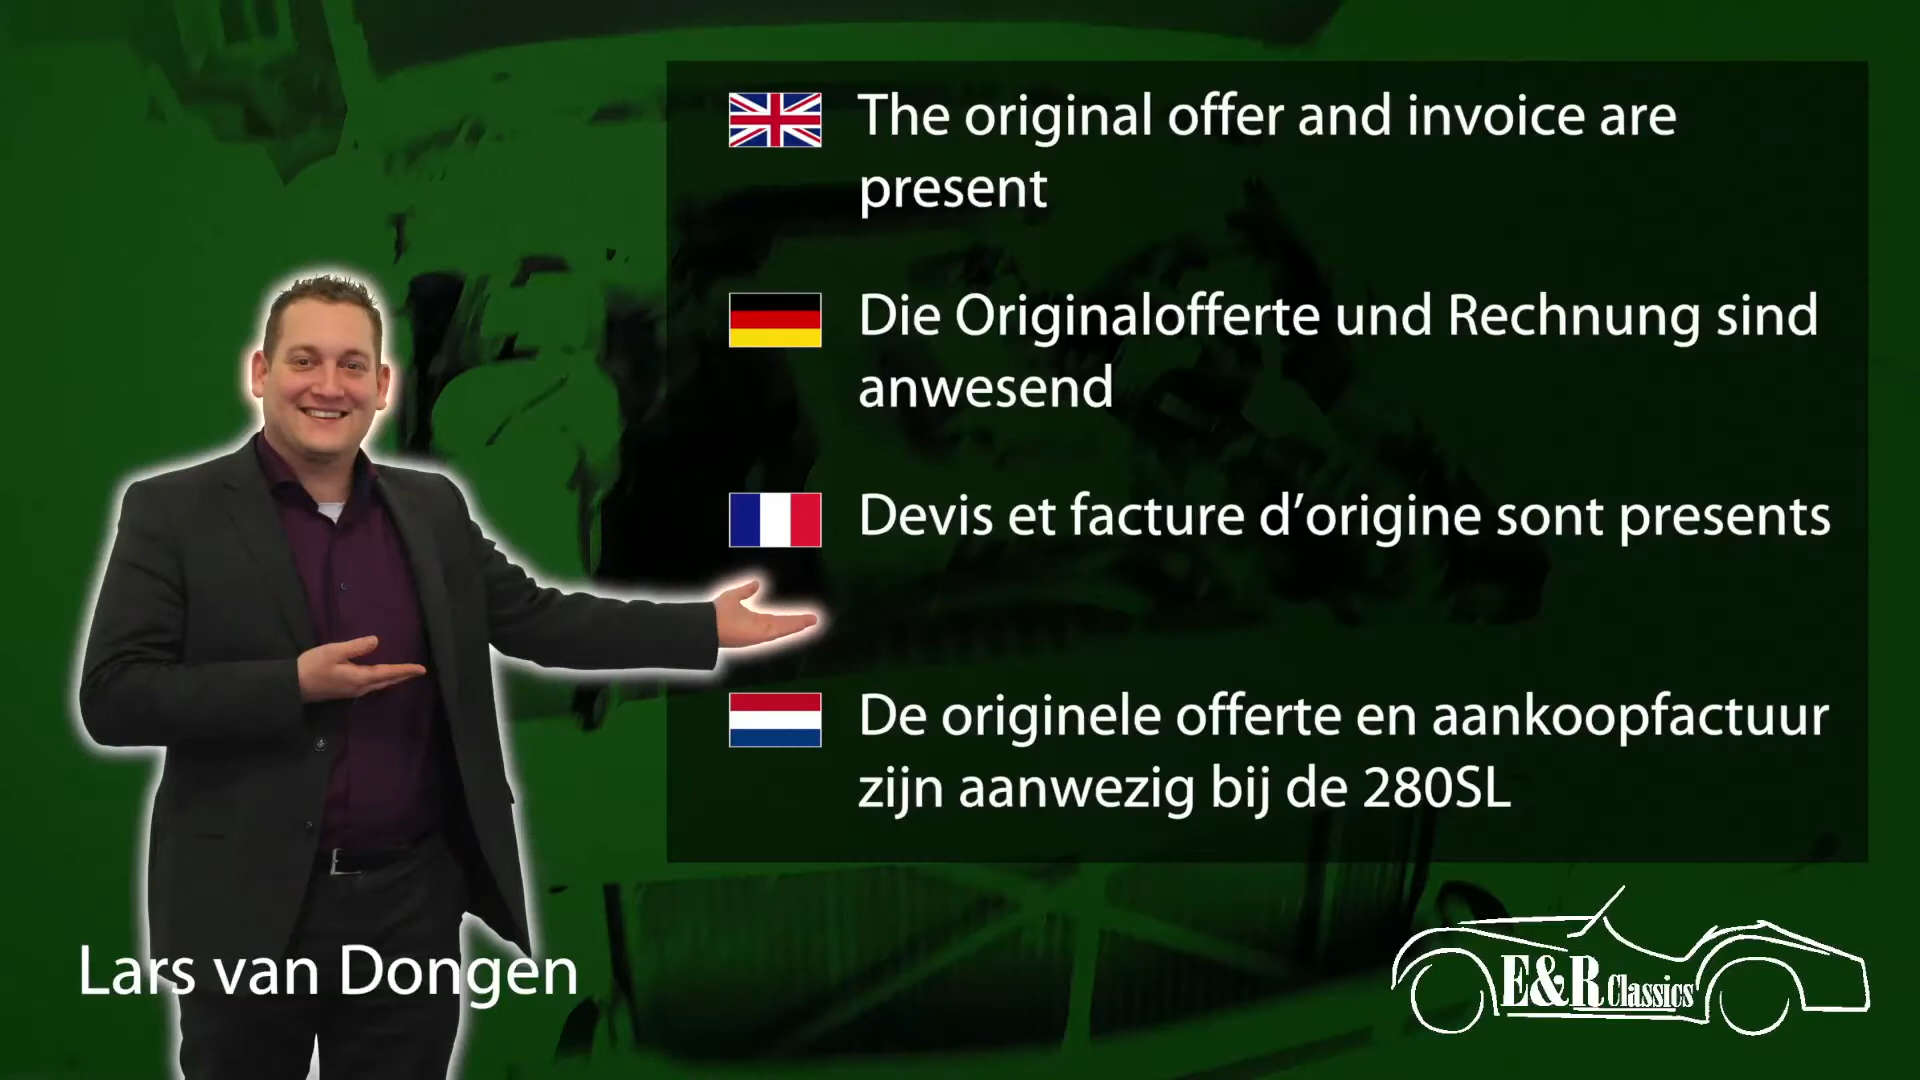 The original offer and invoice are
present
Die Originalofferte und Rechnung sind
anwesend
Devis et facture d’origine sont presents
De originele offerte en aankoopfactuur
zijn aanwezig bij de 280SL
Lars van Dongen
E&R Classics